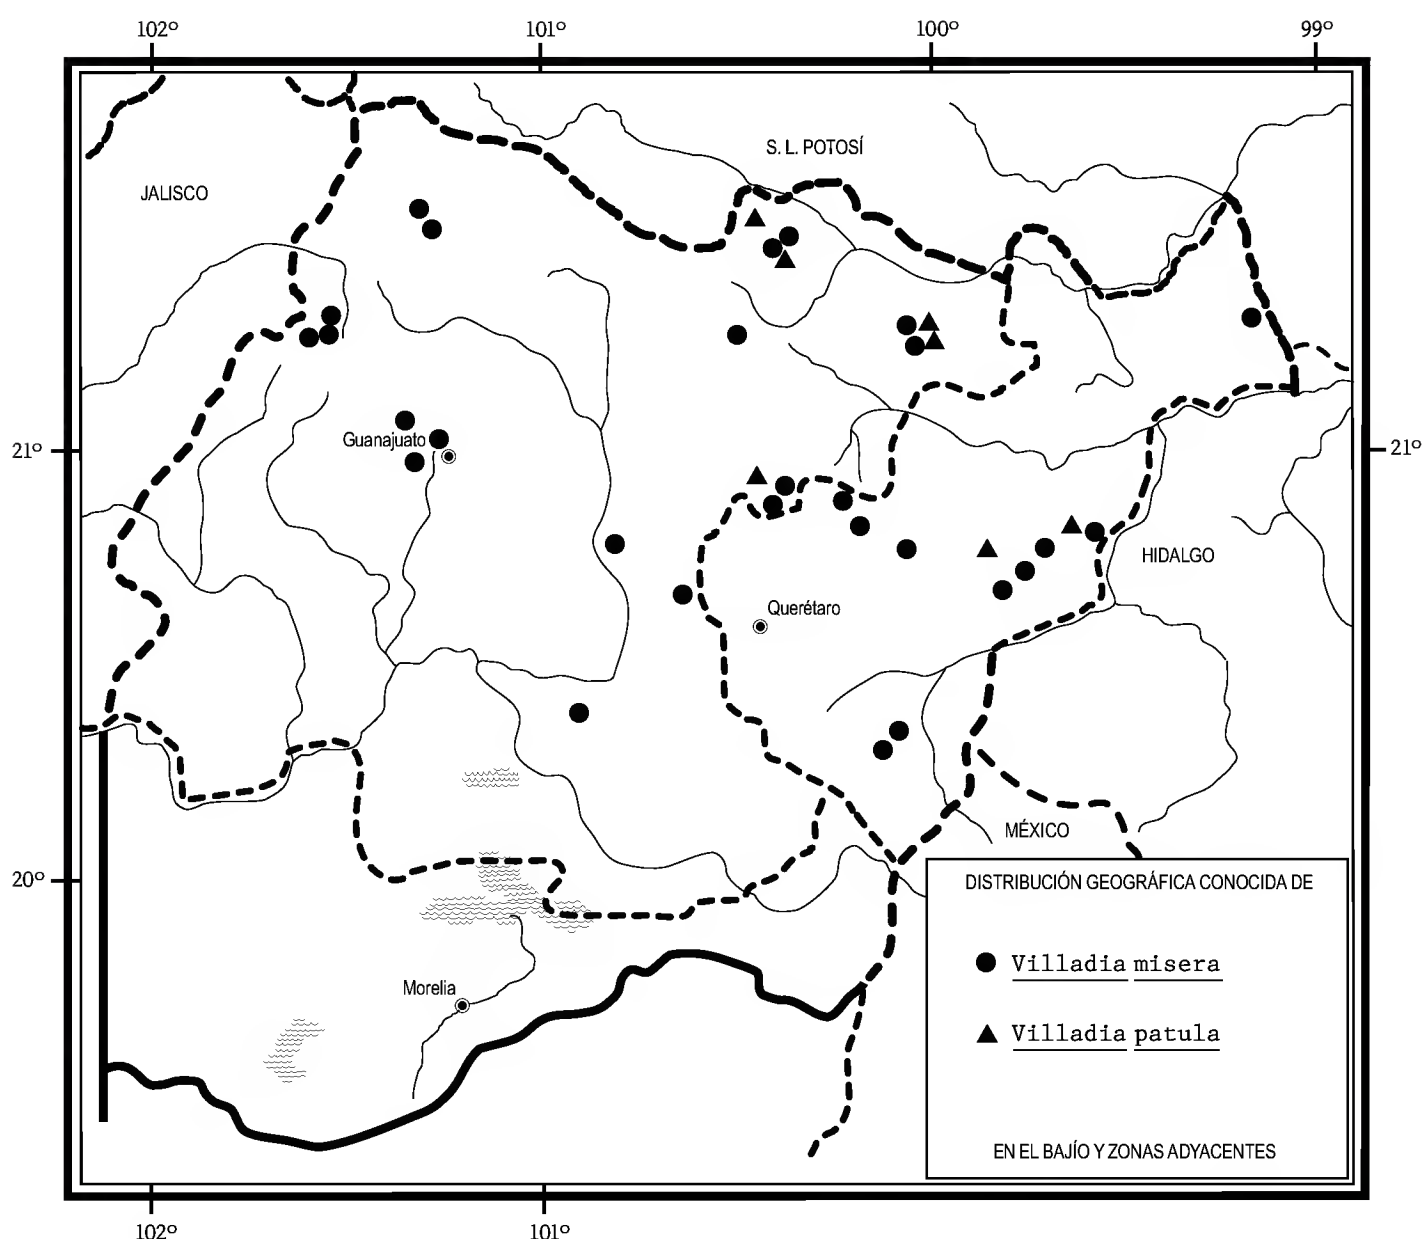 102º 101º 100º 99º
S. L. POTOSÍ
JALISCO
Guanajuato
21º 21º
HIDALGO
Querétaro
MÉXICO
20º
DISTRIBUCIÓN GEOGRÁFICA CONOCIDA DE
Villadia misera
Morelia
Villadia patula
EN EL BAJÍO Y ZONAS ADYACENTES
102º 101º